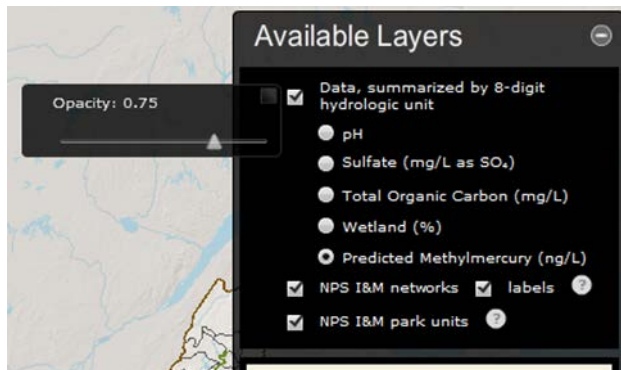 Available Layers
Opacity: 0.75
Data, summarized by 8-digit
hydrologic unit
pH
Sulfate (mg/L as SO₄)
Total Organic Carbon (mg/L)
Wetland (%)
Predicted Methylmercury (ng/L)
NPS I&M networks labels ?
NPS I&M park units ?